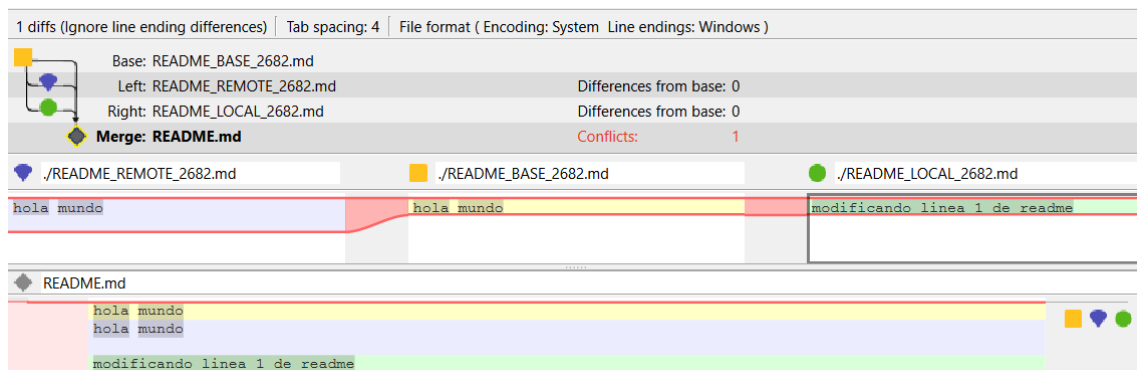 1 diffs (Ignore line ending differences) Tab spacing: 4 File format ( Encoding: System Line endings: Windows )
Base: README_BASE_2682.md
Left: README_REMOTE_2682.md Differences from base: 0
Right: README_LOCAL_2682.md Differences from base: 0
Merge: README.md Conflicts: 1
./README_REMOTE_2682.md ./README_BASE_2682.md ./README_LOCAL_2682.md
hola mundo hola mundo modificando linea 1 de readme
README.md
hola mundo
hola mundo
modificando linea 1 de readme